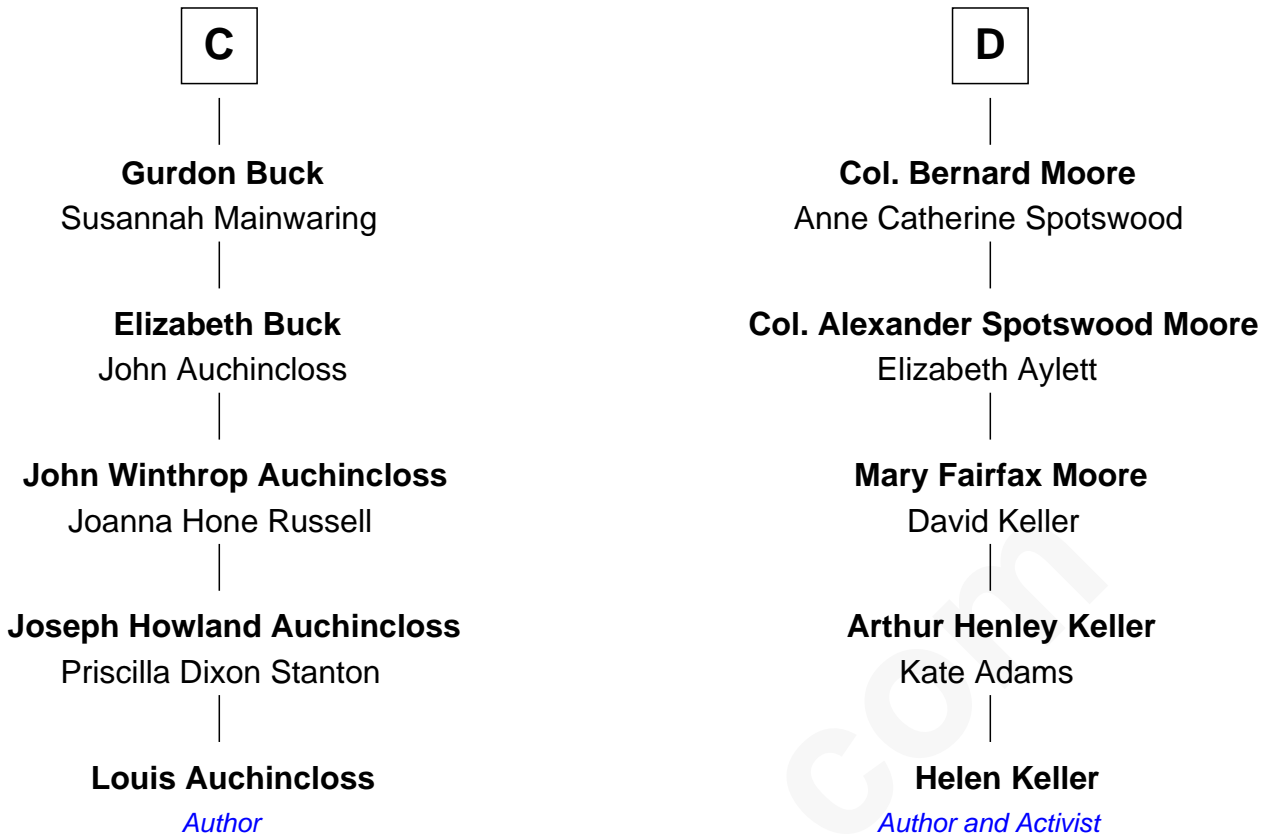 C
Gurdon Buck
Susannah Mainwaring
Elizabeth Buck
John Auchincloss
John Winthrop Auchincloss
Joanna Hone Russell
Joseph Howland Auchincloss
Priscilla Dixon Stanton
Louis Auchincloss
Author
D
Col. Bernard Moore
Anne Catherine Spotswood
Col. Alexander Spotswood Moore
Elizabeth Aylett
Mary Fairfax Moore
David Keller
Arthur Henley Keller
Kate Adams
Helen Keller
Author and Activist
com